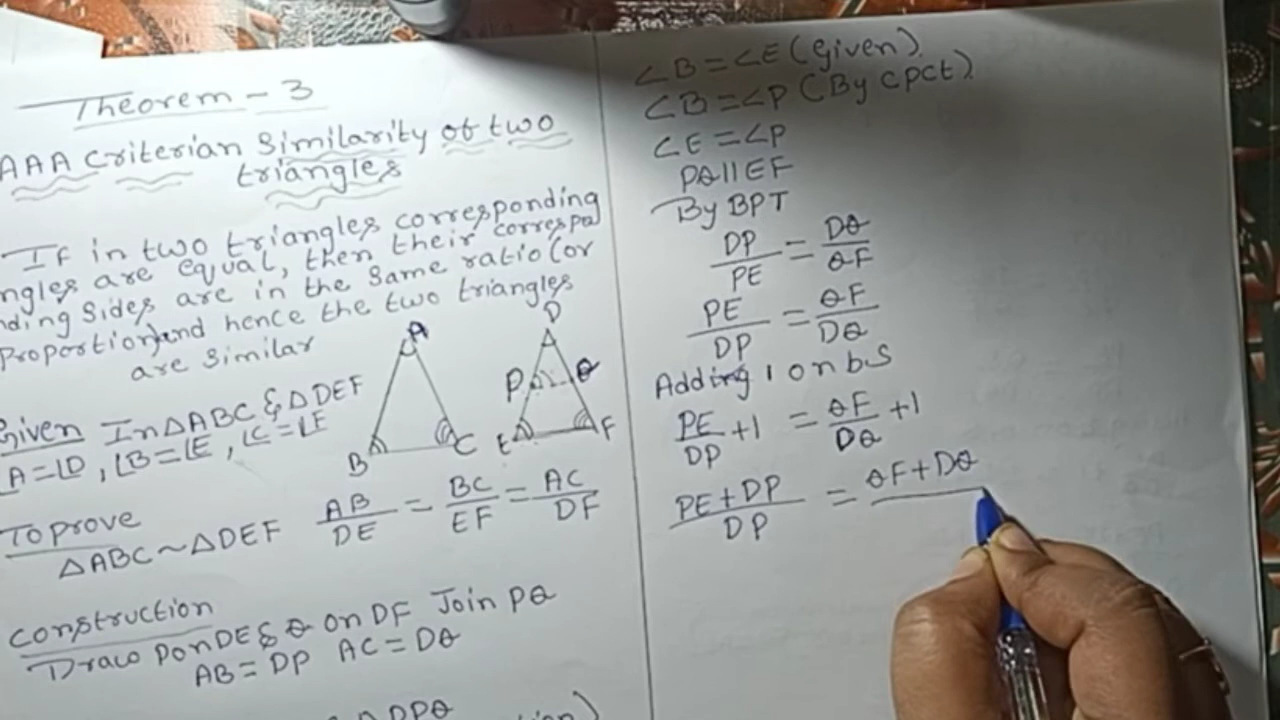 Theorem - 3
AAA Criterian Similarity of two
triangles
If in two triangles corresponding
ngles are equal, then their correspo
nding sides are in the same ratio (or
proportion) and hence the two triangles
are similar
Given In △ABC & △DEF
∠A=∠D, ∠B=∠E, ∠C=∠F
A
B
C
D
P
Q
E
F
To prove
△ABC ~ △DEF AB/DE = BC/EF = AC/DF
Construction
Draw P on DE & Q on DF Join PQ
AB = DP AC = DQ
△DPQ
∠B = ∠E (Given)
∠B = ∠P (By cpct)
∠E = ∠P
PQ || EF
By BPT
DP/PE = DQ/QF
PE/DP = QF/DQ
Adding 1 on bs
PE/DP + 1 = QF/DQ + 1
PE + DP/DP = QF + DQ